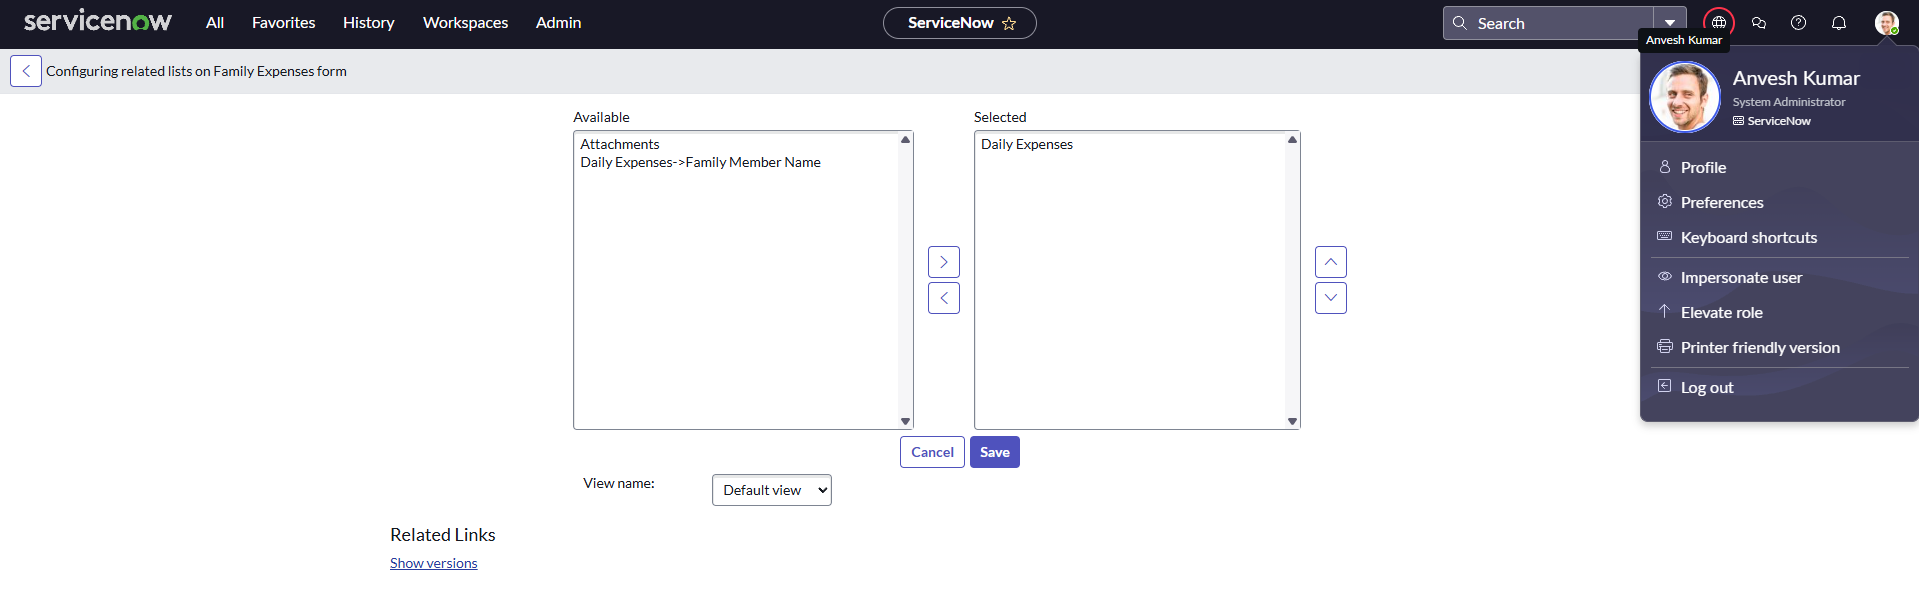 servicenow All Favorites History Workspaces Admin ServiceNow Search
Anvesh Kumar
Configuring related lists on Family Expenses form
Anvesh Kumar
System Administrator
ServiceNow
Available
Attachments
Daily Expenses->Family Member Name
Selected
Daily Expenses
Profile
Preferences
Keyboard shortcuts
Impersonate user
Elevate role
Printer friendly version
Log out
Cancel Save
View name: Default view
Related Links
Show versions